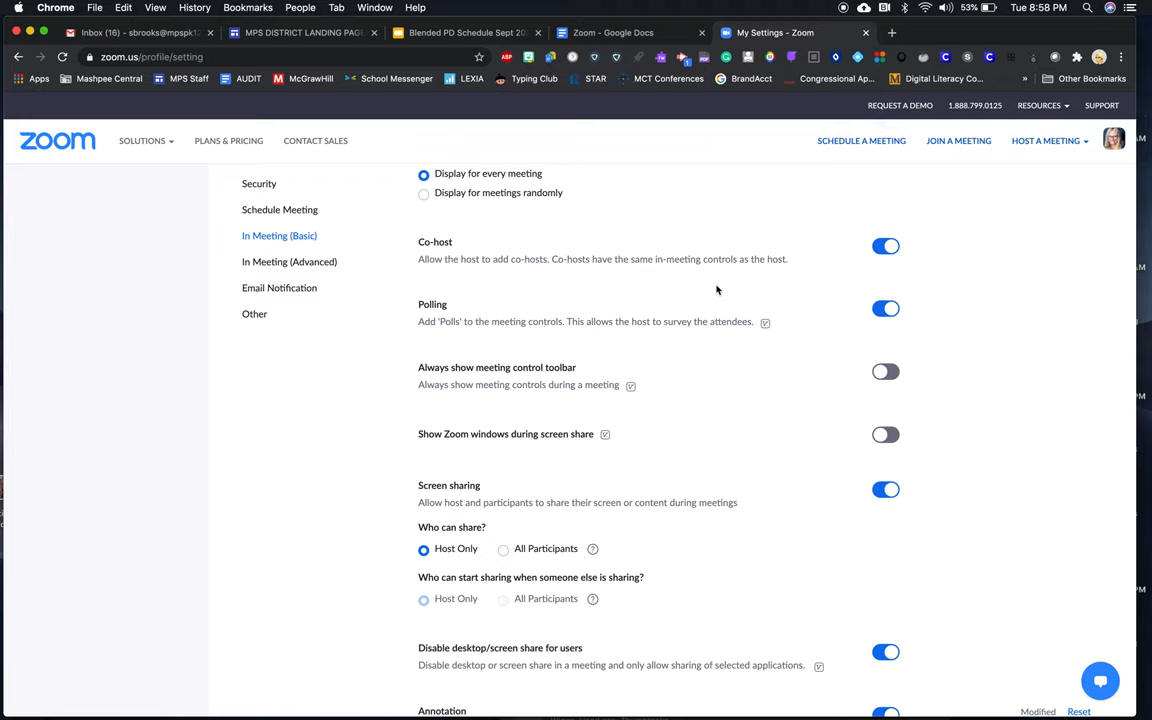 Chrome File Edit View History Bookmarks People Tab Window Help 53% Tue 8:58 PM
Inbox (16) - sbrooks@mpspk1 MPS DISTRICT LANDING PAGE Blended PD Schedule Sept 20 Zoom - Google Docs My Settings - Zoom
zoom.us/profile/setting
Apps Mashpee Central MPS Staff AUDIT McGrawHill School Messenger LEXIA Typing Club STAR MCT Conferences BrandAcct Congressional Ap... Digital Literacy Co... » Other Bookmarks
REQUEST A DEMO 1.888.799.0125 RESOURCES SUPPORT
zoom SOLUTIONS PLANS & PRICING CONTACT SALES SCHEDULE A MEETING JOIN A MEETING HOST A MEETING
Security
Schedule Meeting
In Meeting (Basic)
In Meeting (Advanced)
Email Notification
Other
Display for every meeting
Display for meetings randomly
Co-host
Allow the host to add co-hosts. Co-hosts have the same in-meeting controls as the host.
Polling
Add 'Polls' to the meeting controls. This allows the host to survey the attendees.
Always show meeting control toolbar
Always show meeting controls during a meeting
Show Zoom windows during screen share
Screen sharing
Allow host and participants to share their screen or content during meetings
Who can share?
Host Only All Participants
Who can start sharing when someone else is sharing?
Host Only All Participants
Disable desktop/screen share for users
Disable desktop or screen share in a meeting and only allow sharing of selected applications.
Annotation
Modified Reset